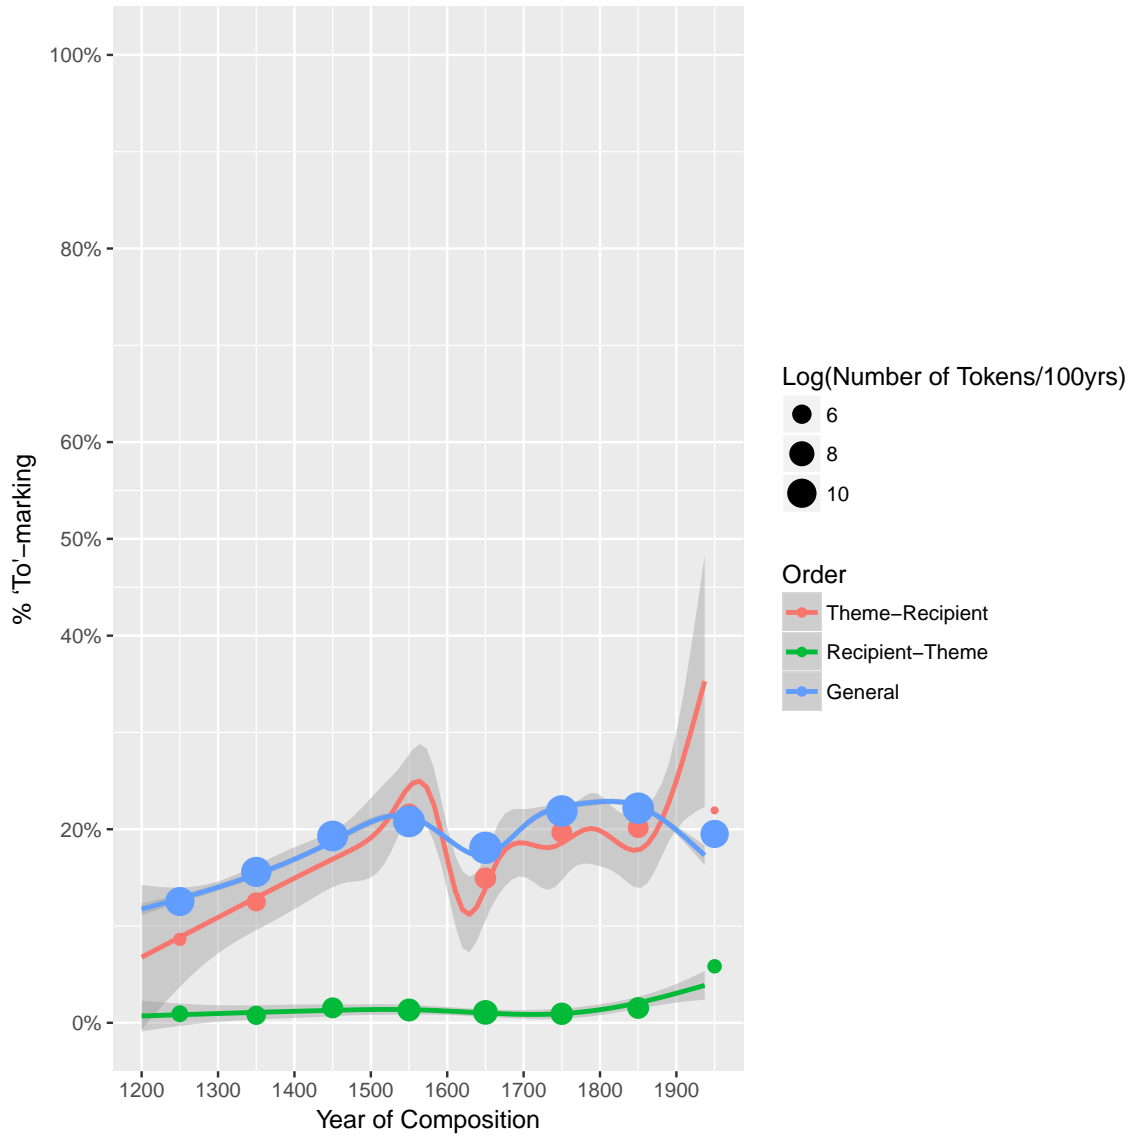 100%
80%
60%
50%
40%
20%
0%
% ‘To'−marking
1200 1300 1400 1500 1600 1700 1800 1900
Year of Composition
Log(Number of Tokens/100yrs)
6
8
10
Order
Theme−Recipient
Recipient−Theme
General